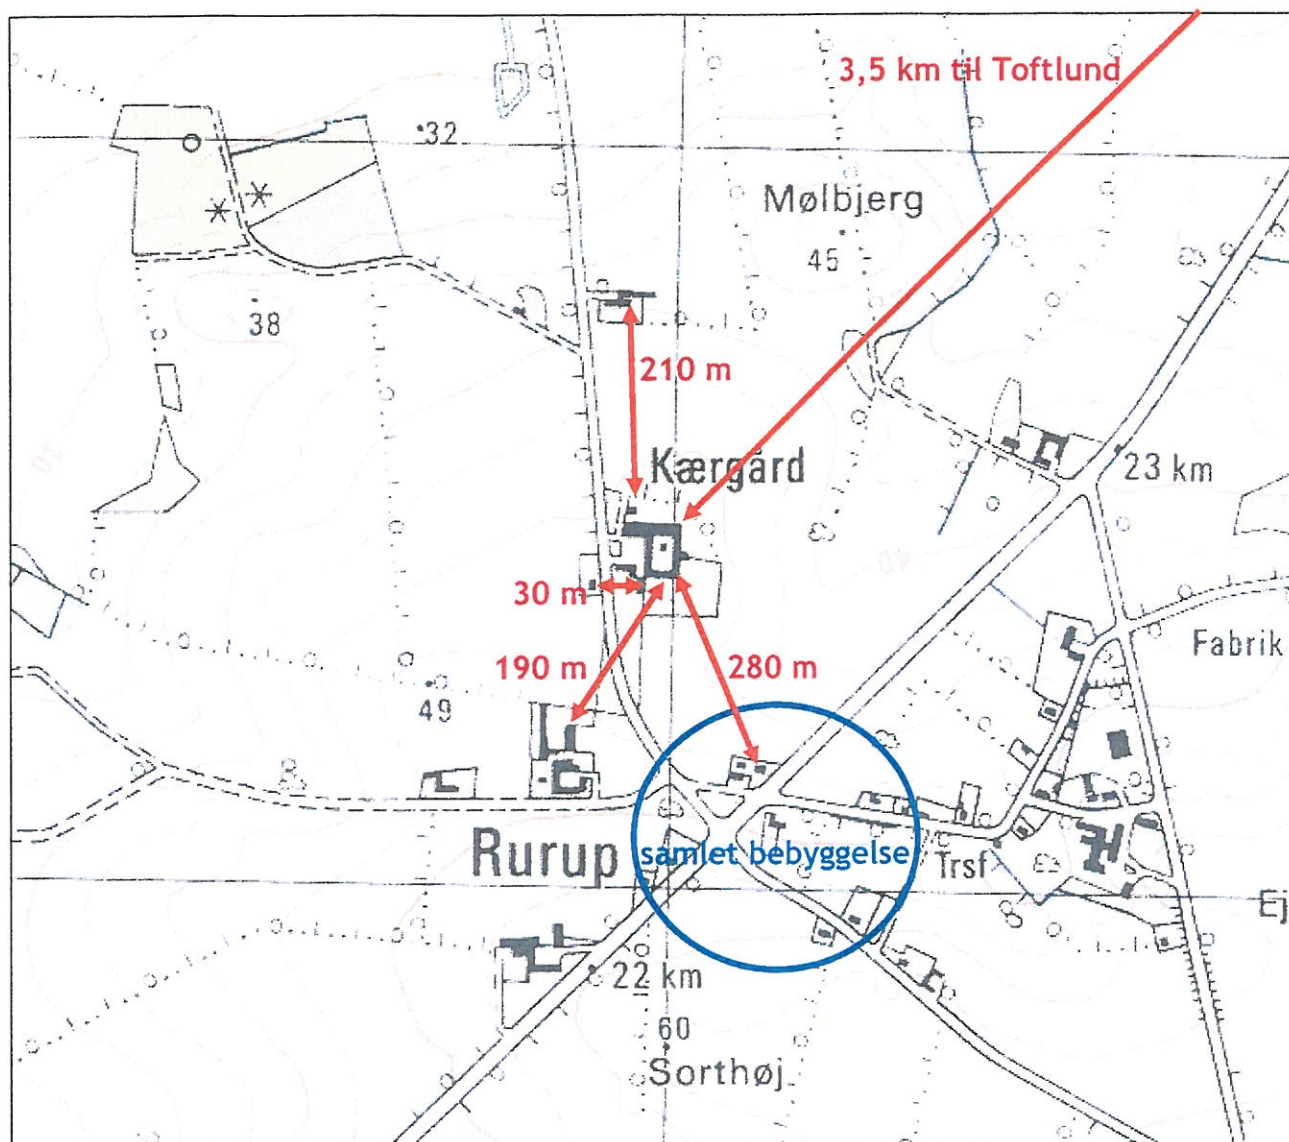 3,5 km til Toftlund
32
Mølbjerg
45
38
210 m
Kærgård
23 km
30 m
190 m
280 m
Fabrik
49
Rurup
samlet bebyggelse
Trsf
Ej
22 km
60
Sorthøj